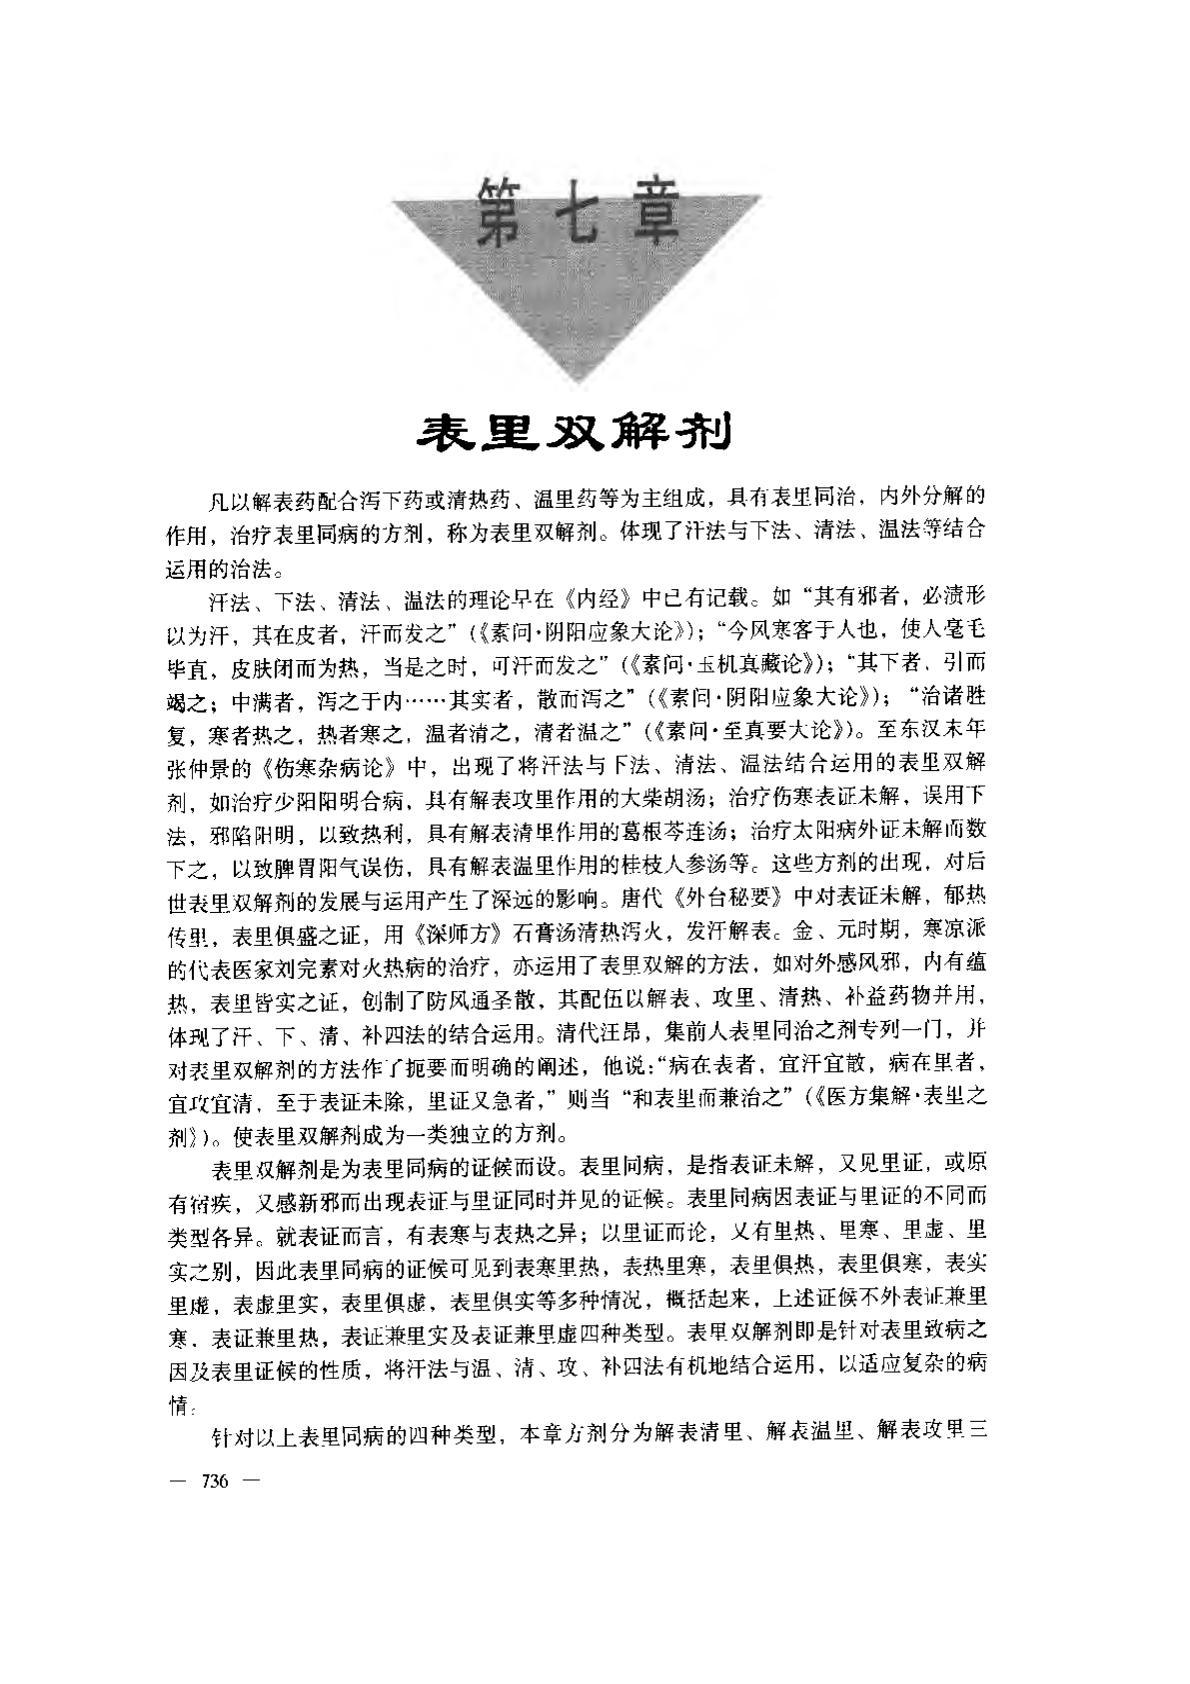 第七章
表里双解剂
凡以解表药配合泻下药或清热药、温里药等为主组成，具有表里同治，内外分解的
作用，治疗表里同病的方剂，称为表里双解剂。体现了汗法与下法、清法、温法等结合
运用的治法。
汗法、下法、清法、温法的理论早在《内经》中已有记载。如“其有邪者，必渍形
以为汗，其在皮者，汗而发之”（《素问·阴阳应象大论》）；“今风寒客于人也，使人毫毛
毕直，皮肤闭而为热，当是之时，可汗而发之”（《素问·玉机真藏论》）；“其下者，引而
竭之；中满者，泻之于内……其实者，散而泻之”（《素问·阴阳应象大论》）；“治诸胜
复，寒者热之，热者寒之，温者清之，清者温之”（《素问·至真要大论》）。至东汉末年
张仲景的《伤寒杂病论》中，出现了将汗法与下法、清法、温法结合运用的表里双解
剂，如治疗少阳阳明合病，具有解表攻里作用的大柴胡汤；治疗伤寒表证未解，误用下
法，邪陷阳明，以致热利，具有解表清里作用的葛根芩连汤；治疗太阳病外证未解而数
下之，以致脾胃阳气误伤，具有解表温里作用的桂枝人参汤等。这些方剂的出现，对后
世表里双解剂的发展与运用产生了深远的影响。唐代《外台秘要》中对表证未解，郁热
传里，表里俱盛之证，用《深师方》石膏汤清热泻火，发汗解表。金、元时期，寒凉派
的代表医家刘完素对火热病的治疗，亦运用了表里双解的方法，如对外感风邪，内有蕴
热，表里皆实之证，创制了防风通圣散，其配伍以解表、攻里、清热、补益药物并用，
体现了汗、下、清、补四法的结合运用。清代汪昂，集前人表里同治之剂专列一门，并
对表里双解剂的方法作了扼要而明确的阐述，他说：“病在表者，宜汗宜散，病在里者，
宜攻宜清，至于表证未除，里证又急者，”则当“和表里而兼治之”（《医方集解·表里之
剂》）。使表里双解剂成为一类独立的方剂。
表里双解剂是为表里同病的证候而设。表里同病，是指表证未解，又见里证，或原
有宿疾，又感新邪而出现表证与里证同时并见的证候。表里同病因表证与里证的不同而
类型各异。就表证而言，有表寒与表热之异；以里证而论，又有里热、里寒、里虚、里
实之别，因此表里同病的证候可见到表寒里热，表热里寒，表里俱热，表里俱寒，表实
里虚，表虚里实，表里俱虚，表里俱实等多种情况，概括起来，上述证候不外表证兼里
寒，表证兼里热，表证兼里实及表证兼里虚四种类型。表里双解剂即是针对表里致病之
因及表里证候的性质，将汗法与温、清、攻、补四法有机地结合运用，以适应复杂的病
情。
针对以上表里同病的四种类型，本章方剂分为解表清里、解表温里、解表攻里三
— 736 —